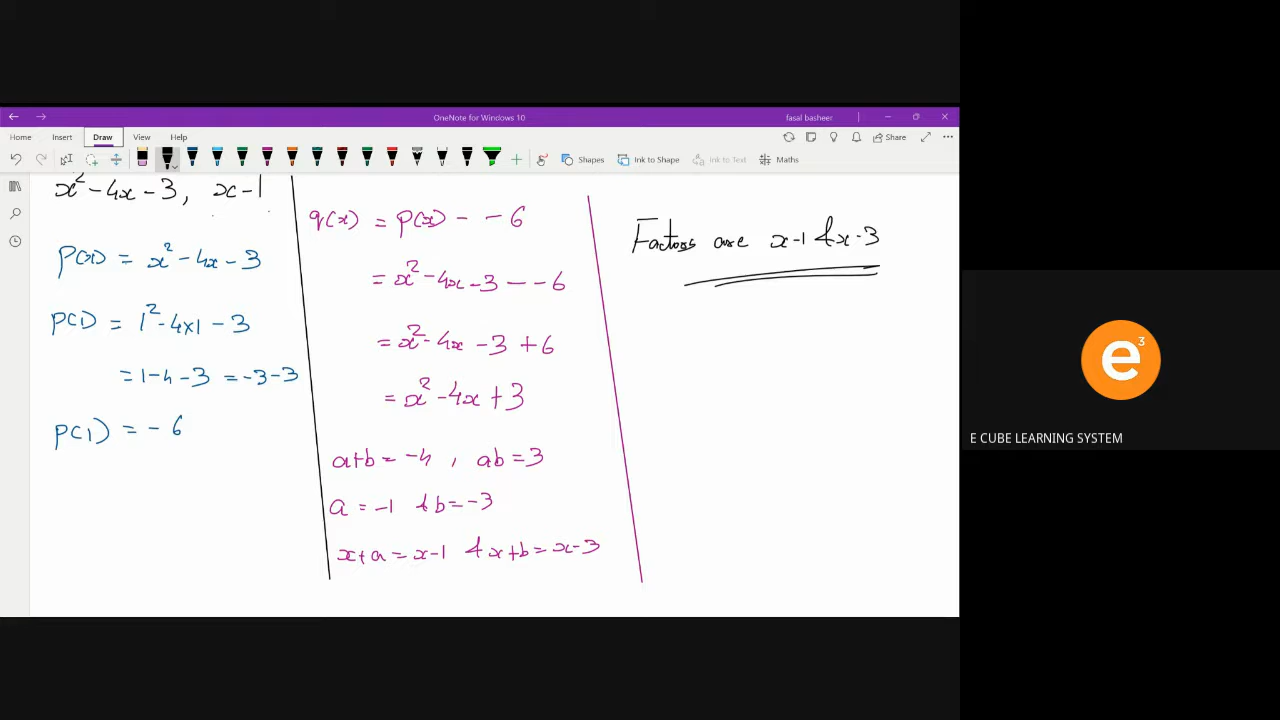 OneNote for Windows 10
fasal basheer
Home Insert Draw View Help
Share
Shapes Ink to Shape Ink to Text Maths
x² - 4x - 3, x-1
p(x) = x² - 4x - 3
p(1) = 1² - 4x1 - 3
= 1-4-3 = -3-3
p(1) = - 6
q(x) = p(x) - - 6
= x² - 4x - 3 - - 6
= x² - 4x - 3 + 6
= x² - 4x + 3
a+b = -4 , ab = 3
a = -1 & b = -3
x+a = x-1 & x+b = x-3
Factors are x-1 & x-3
e³
E CUBE LEARNING SYSTEM